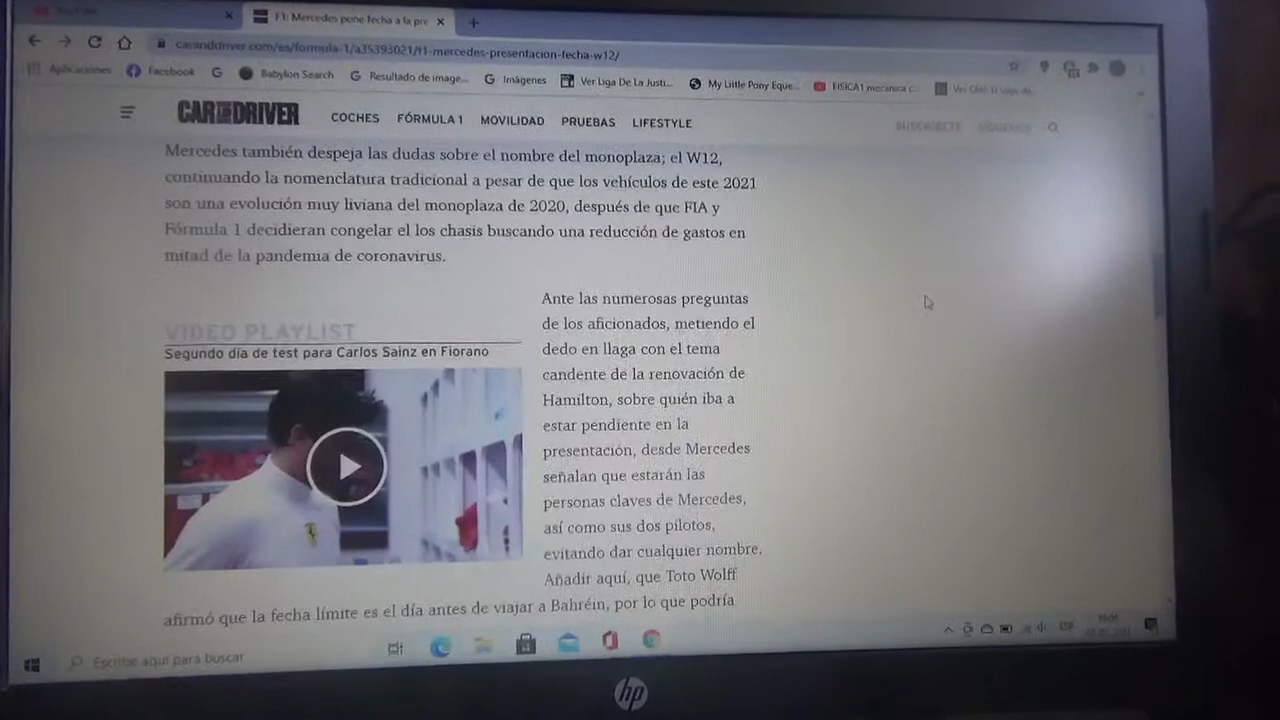 YouTube
F1: Mercedes pone fecha a la pre
caranddriver.com/es/formula-1/a35393021/f1-mercedes-presentacion-fecha-w12/
Aplicaciones Facebook Babylon Search Resultado de image... Imágenes Ver Liga De La Justi... My Little Pony Eque... FISICA1 mecanica c...
CAR AND DRIVER COCHES FÓRMULA 1 MOVILIDAD PRUEBAS LIFESTYLE SUSCRÍBETE SÍGUENOS
Mercedes también despeja las dudas sobre el nombre del monoplaza; el W12,
continuando la nomenclatura tradicional a pesar de que los vehículos de este 2021
son una evolución muy liviana del monoplaza de 2020, después de que FIA y
Fórmula 1 decidieran congelar el los chasis buscando una reducción de gastos en
mitad de la pandemia de coronavirus.
VIDEO PLAYLIST
Segundo día de test para Carlos Sainz en Fiorano
Ante las numerosas preguntas
de los aficionados, metiendo el
dedo en llaga con el tema
candente de la renovación de
Hamilton, sobre quién iba a
estar pendiente en la
presentación, desde Mercedes
señalan que estarán las
personas claves de Mercedes,
así como sus dos pilotos,
evitando dar cualquier nombre.
Añadir aquí, que Toto Wolff
afirmó que la fecha límite es el día antes de viajar a Bahréin, por lo que podría
Escribe aquí para buscar
ESP
hp